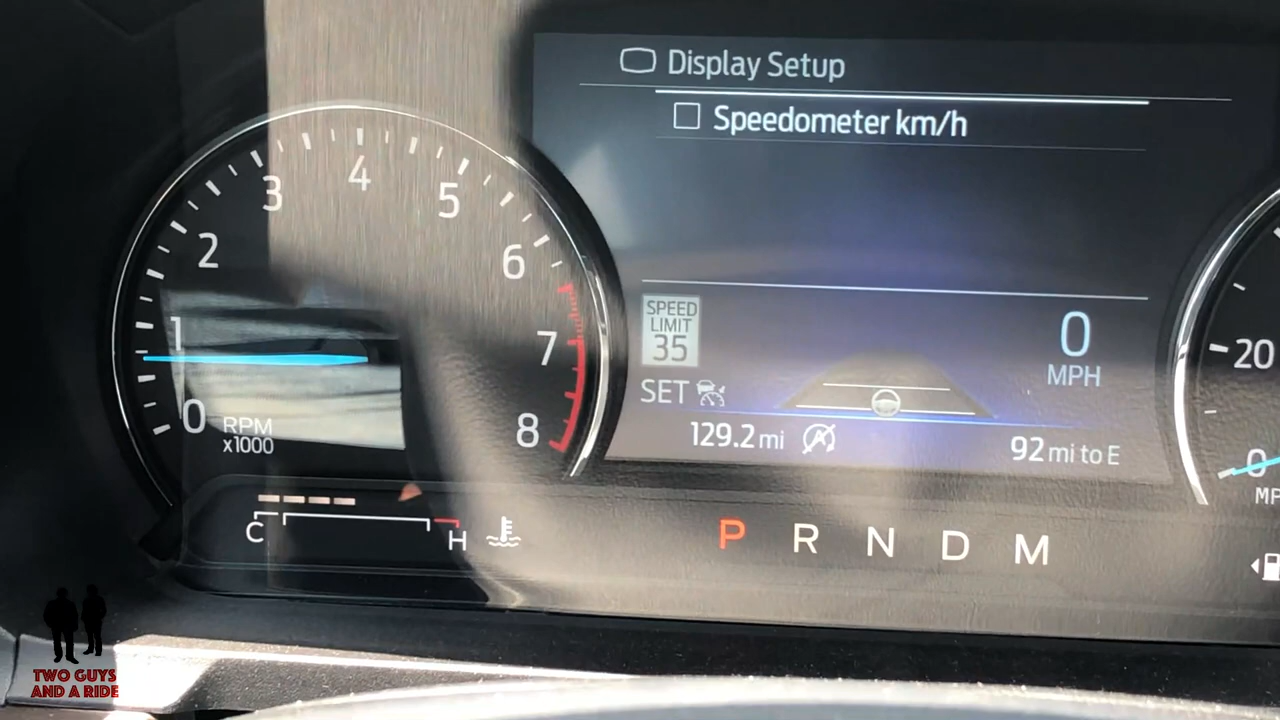 Display Setup
Speedometer km/h
0
1
2
3
4
5
6
7
8
RPM
x1000
SPEED
LIMIT
35
0
MPH
SET
129.2 mi
92 mi to E
20
0
C
H
P R N D M
TWO GUYS
AND A RIDE